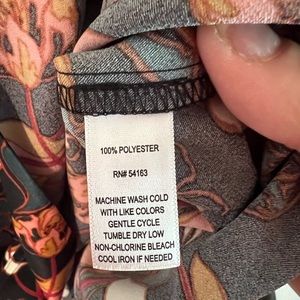 100% POLYESTER
RN# 54163
MACHINE WASH COLD
WITH LIKE COLORS
GENTLE CYCLE
TUMBLE DRY LOW
NON-CHLORINE BLEACH
COOL IRON IF NEEDED